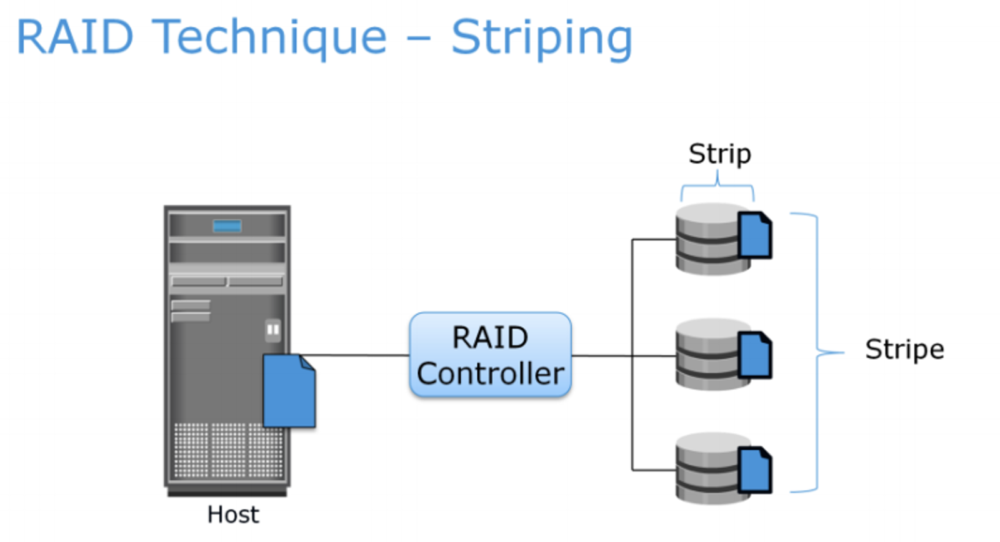 RAID Technique – Striping
Strip
RAID
Controller
Stripe
Host